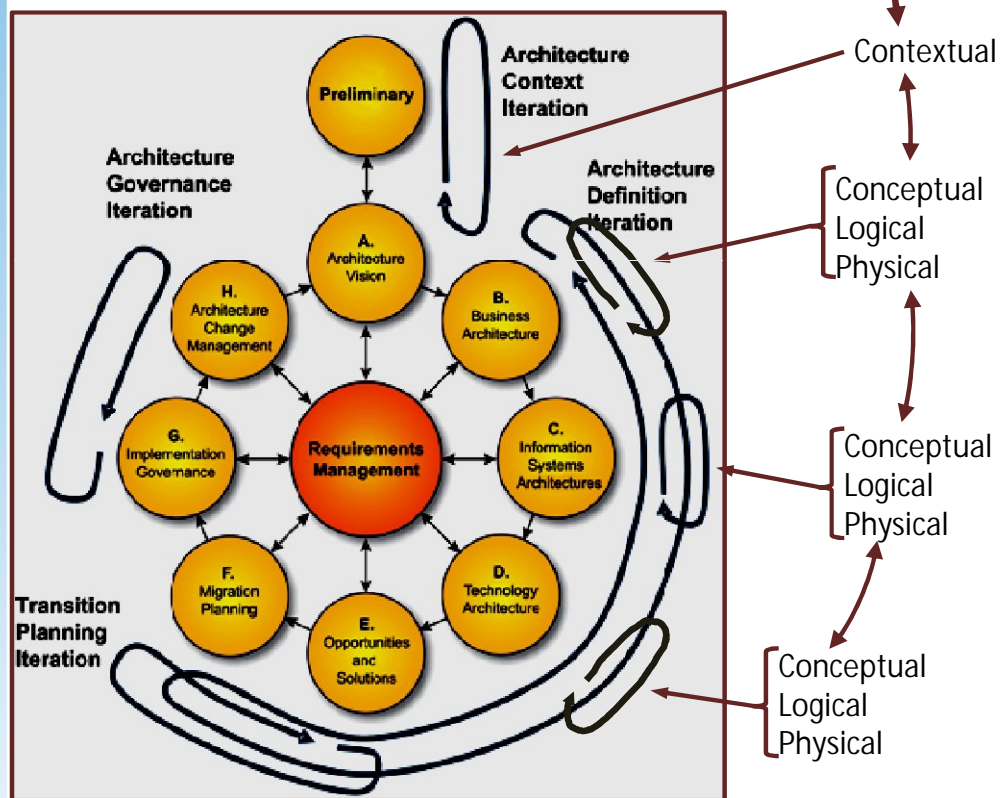 Preliminary
Architecture
Context
Iteration
Contextual
Architecture
Governance
Iteration
Architecture
Definition
Iteration
Conceptual
Logical
Physical
A.
Architecture
Vision
H.
Architecture
Change
Management
B.
Business
Architecture
G.
Implementation
Governance
Requirements
Management
C.
Information
Systems
Architectures
Conceptual
Logical
Physical
F.
Migration
Planning
D.
Technology
Architecture
Transition
Planning
Iteration
E.
Opportunities
and
Solutions
Conceptual
Logical
Physical